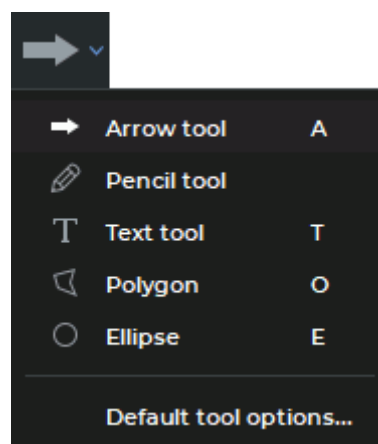 Arrow tool A
Pencil tool
Text tool T
Polygon O
Ellipse E
Default tool options...